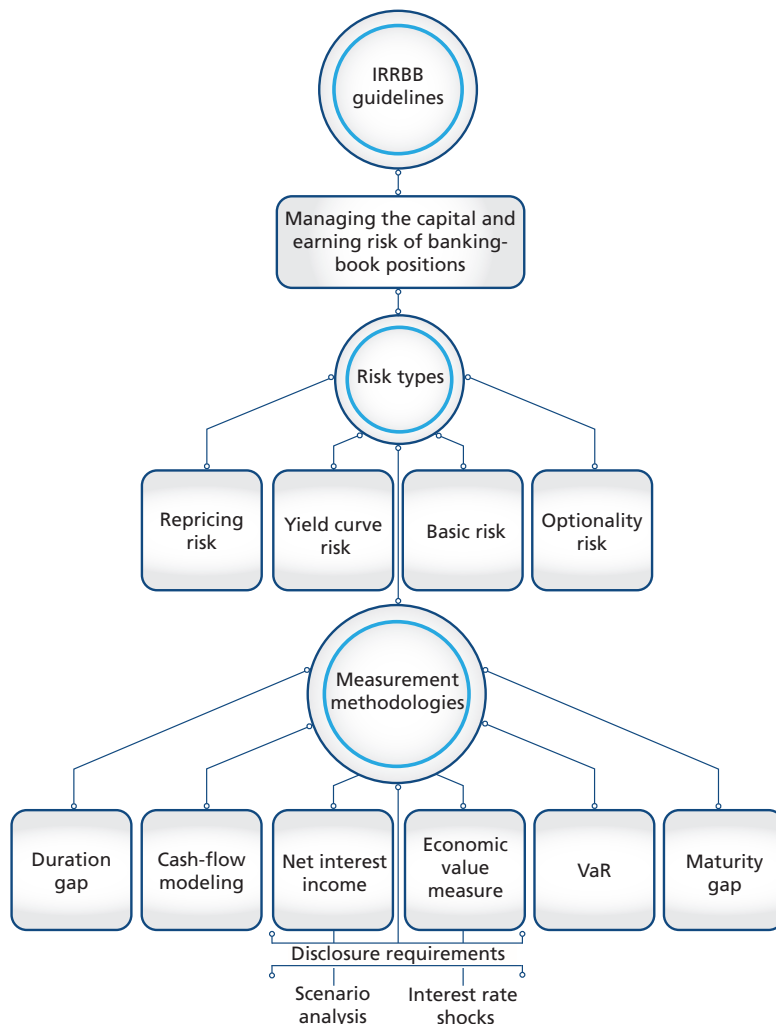 IRRBB
guidelines
Managing the capital and
earning risk of banking-
book positions
Risk types
Repricing
risk
Yield curve
risk
Basic risk
Optionality
risk
Measurement
methodologies
Duration
gap
Cash-flow
modeling
Net interest
income
Economic
value
measure
VaR
Maturity
gap
Disclosure requirements
Scenario
analysis
Interest rate
shocks